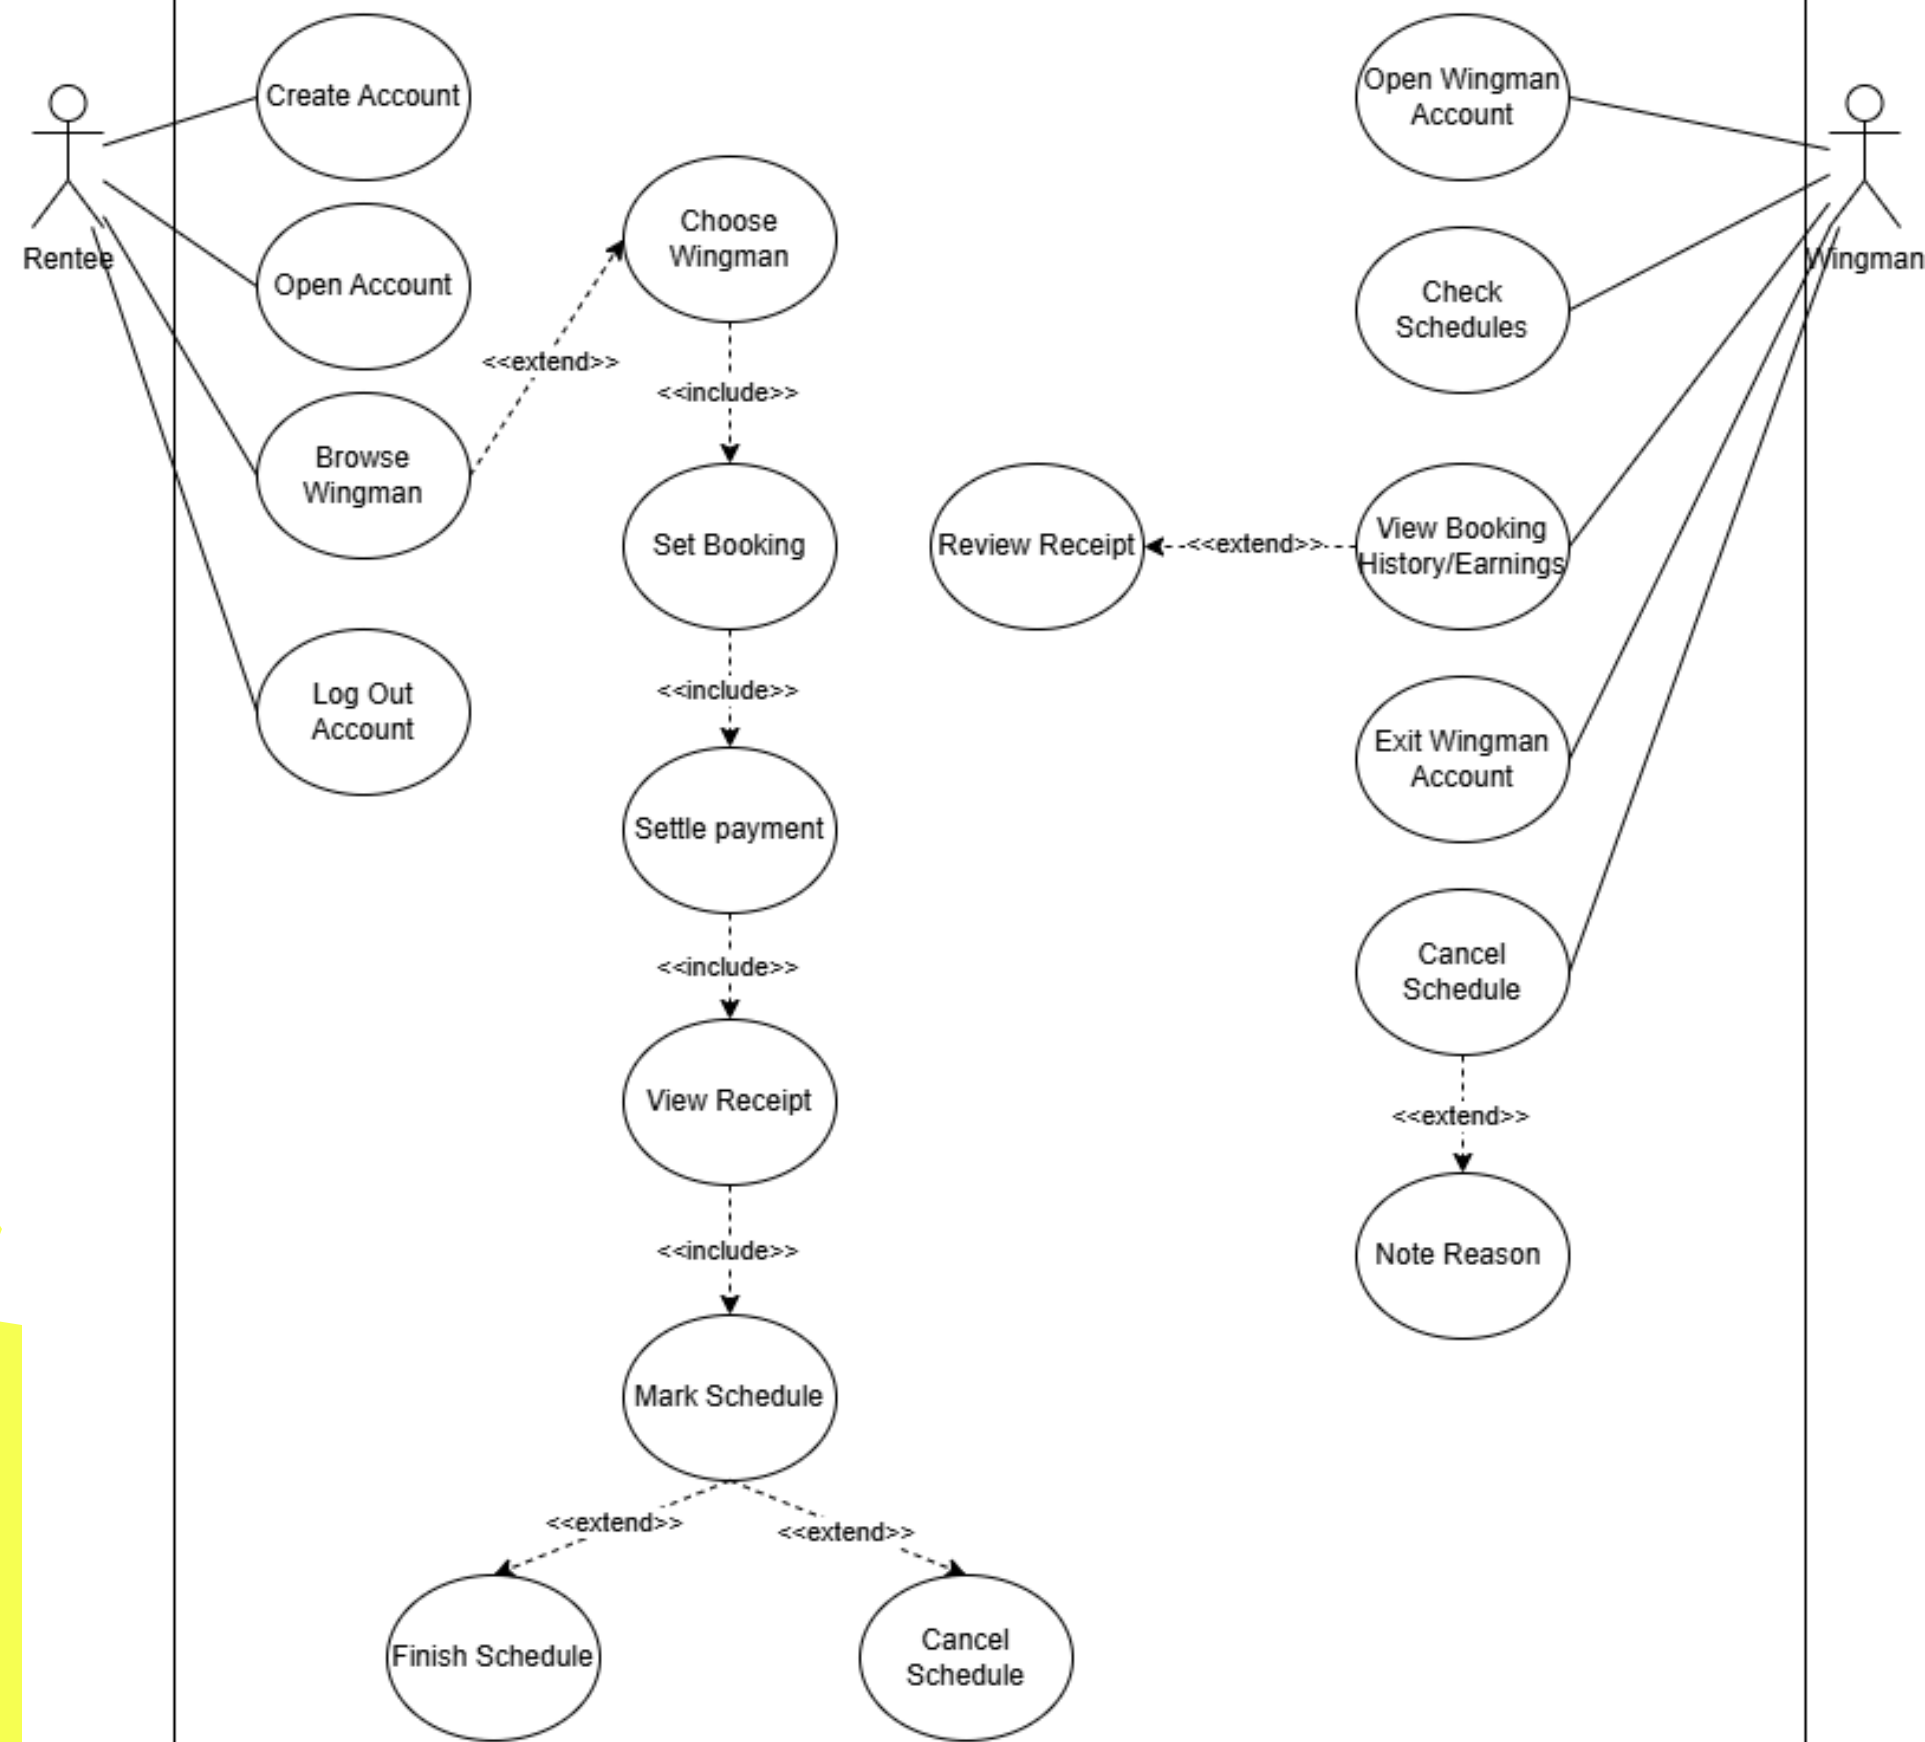 Create Account
Open Wingman
Account
Rentee
Wingman
Choose
Wingman
Open Account
Check
Schedules
<<extend>>
<<include>>
Browse
Wingman
Set Booking
Review Receipt
<<extend>>
View Booking
History/Earnings
Log Out
Account
<<include>>
Exit Wingman
Account
Settle payment
<<include>>
Cancel
Schedule
View Receipt
<<extend>>
<<include>>
Note Reason
Mark Schedule
<<extend>>
<<extend>>
Finish Schedule
Cancel
Schedule